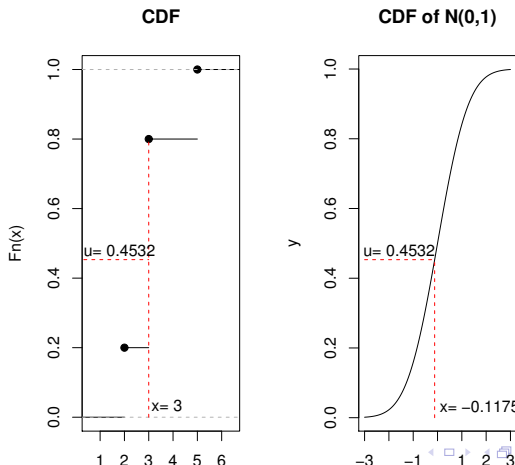 CDF
Fn(x)
1.0
0.8
0.6
0.4
0.2
0.0
u= 0.4532
x= 3
1 2 3 4 5 6
CDF of N(0,1)
y
1.0
0.8
0.6
0.4
0.2
0.0
u= 0.4532
x= −0.1175
−3 −1 1 2 3